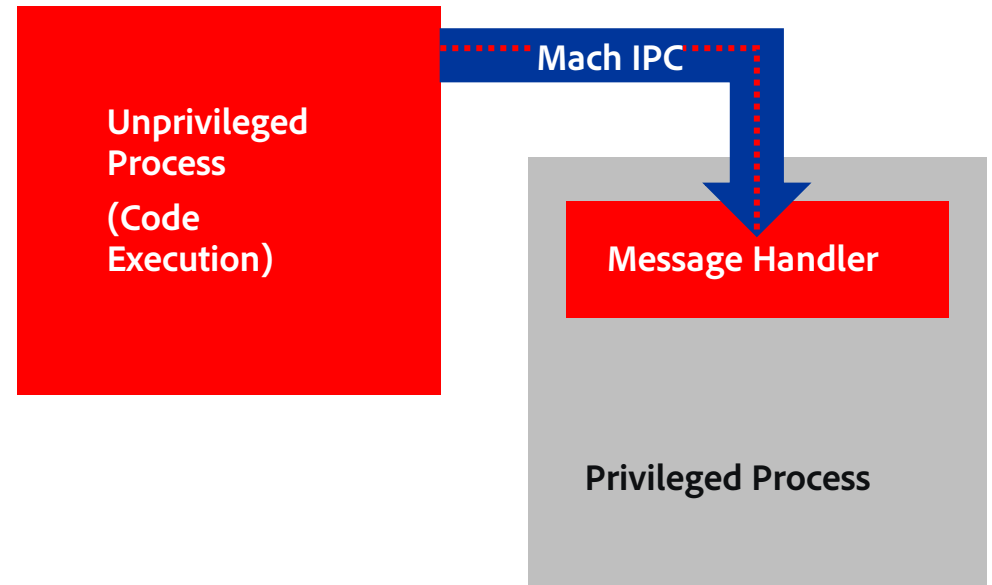 Mach IPC
Unprivileged
Process
(Code
Execution)
Message Handler
Privileged Process